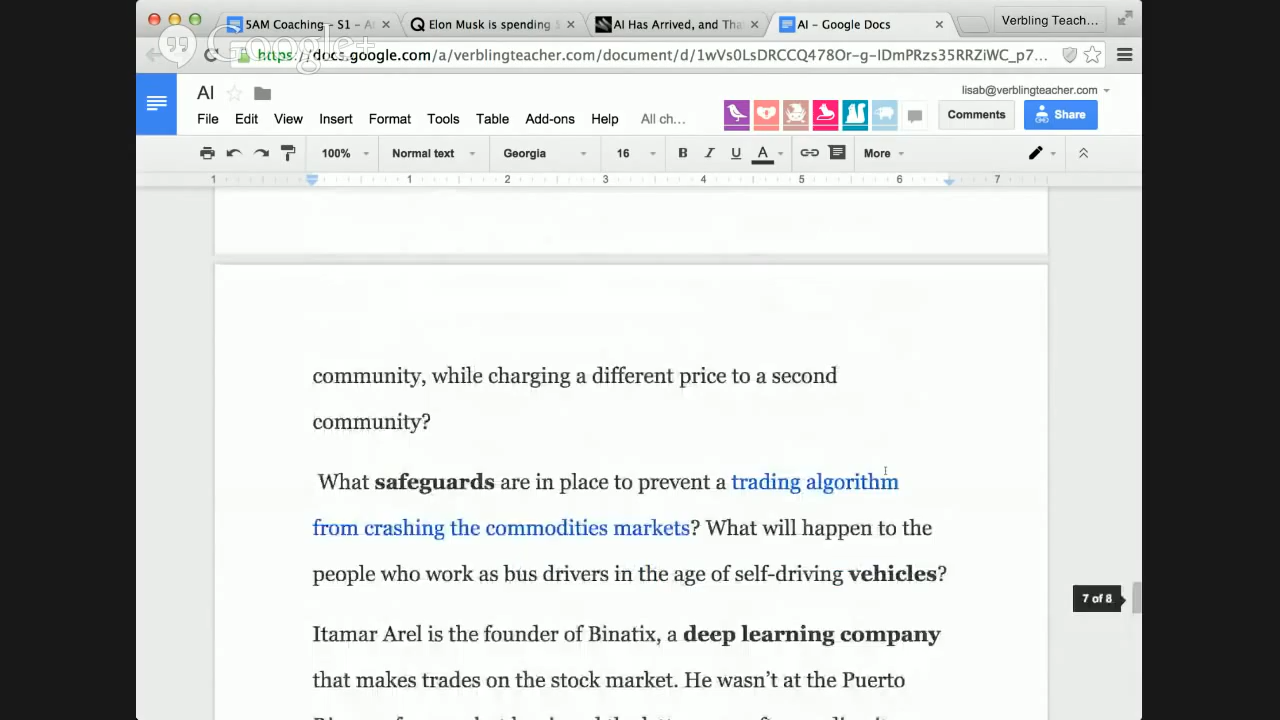 5AM Coaching - S1 - A
Elon Musk is spending
AI Has Arrived, and Tha
AI - Google Docs
Verbling Teach...
Google+
https://docs.google.com/a/verblingteacher.com/document/d/1wVs0LsDRCCQ478Or-g-IDmPRzs35RRZiWC_p7...
AI
lisab@verblingteacher.com
File Edit View Insert Format Tools Table Add-ons Help All ch...
Comments
Share
100% Normal text Georgia 16 B I U A More
1 1 2 3 4 5 6 7
community, while charging a different price to a second
community?
What safeguards are in place to prevent a trading algorithm
from crashing the commodities markets? What will happen to the
people who work as bus drivers in the age of self-driving vehicles?
7 of 8
Itamar Arel is the founder of Binatix, a deep learning company
that makes trades on the stock market. He wasn't at the Puerto